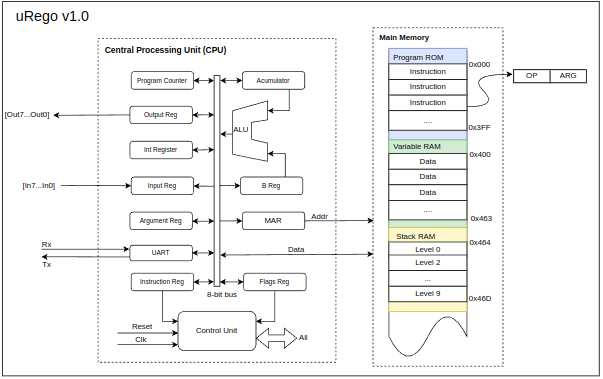 uRego v1.0
Central Processing Unit (CPU)
Main Memory
Program Counter
Acumulator
Output Reg
[Out7...Out0]
ALU
Int Register
Input Reg
[In7...In0]
B Reg
Argument Reg
MAR
Addr
Rx
Tx
UART
Data
Instruction Reg
8-bit bus
Flags Reg
Reset
Clk
Control Unit
All
Program ROM
0x000
Instruction
Instruction
Instruction
....
0x3FF
OP
ARG
Variable RAM
0x400
Data
Data
Data
....
0x463
Stack RAM
0x464
Level 0
Level 2
...
Level 9
0x46D